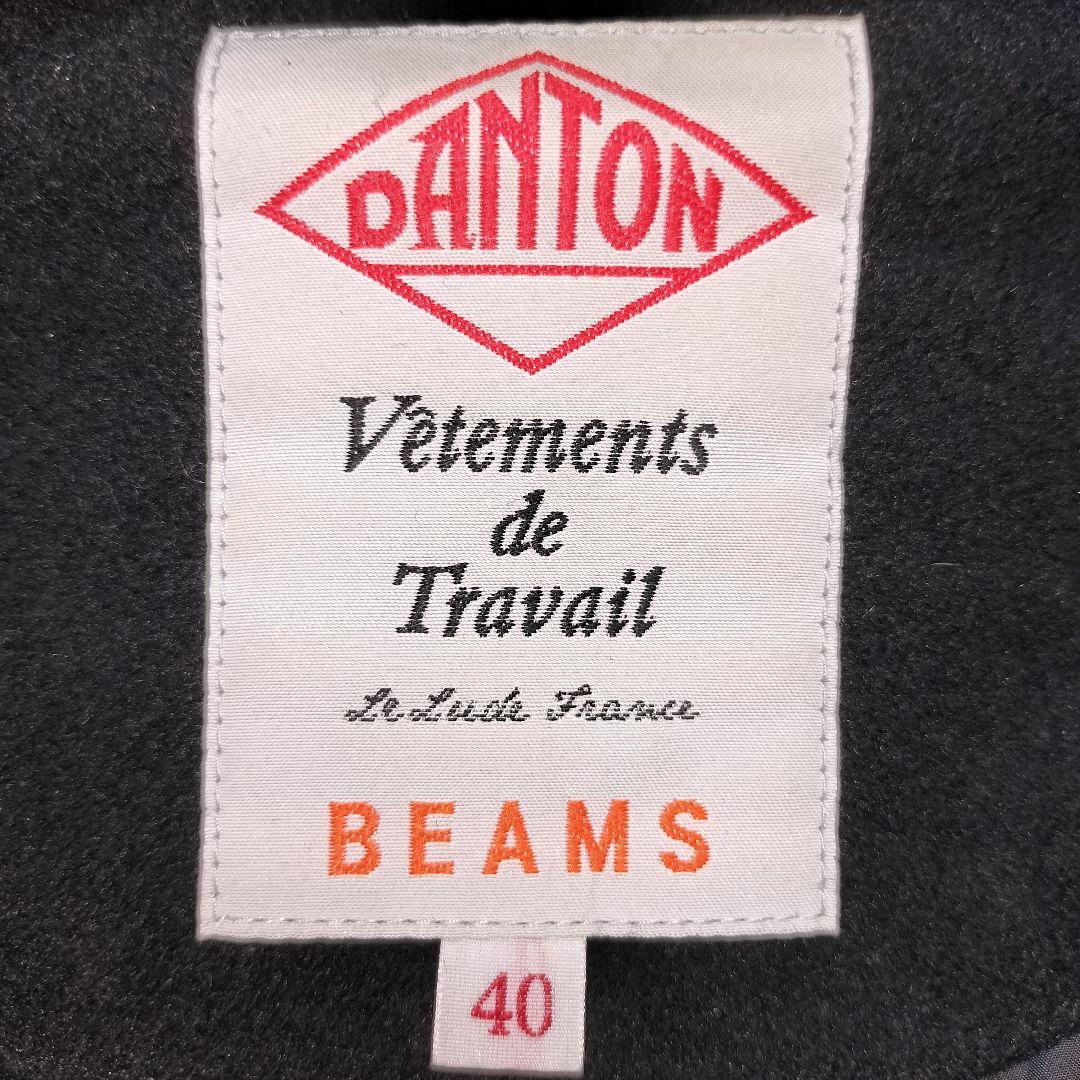 DANTON
Vêtements
de
Travail
Le Lude France
BEAMS
40